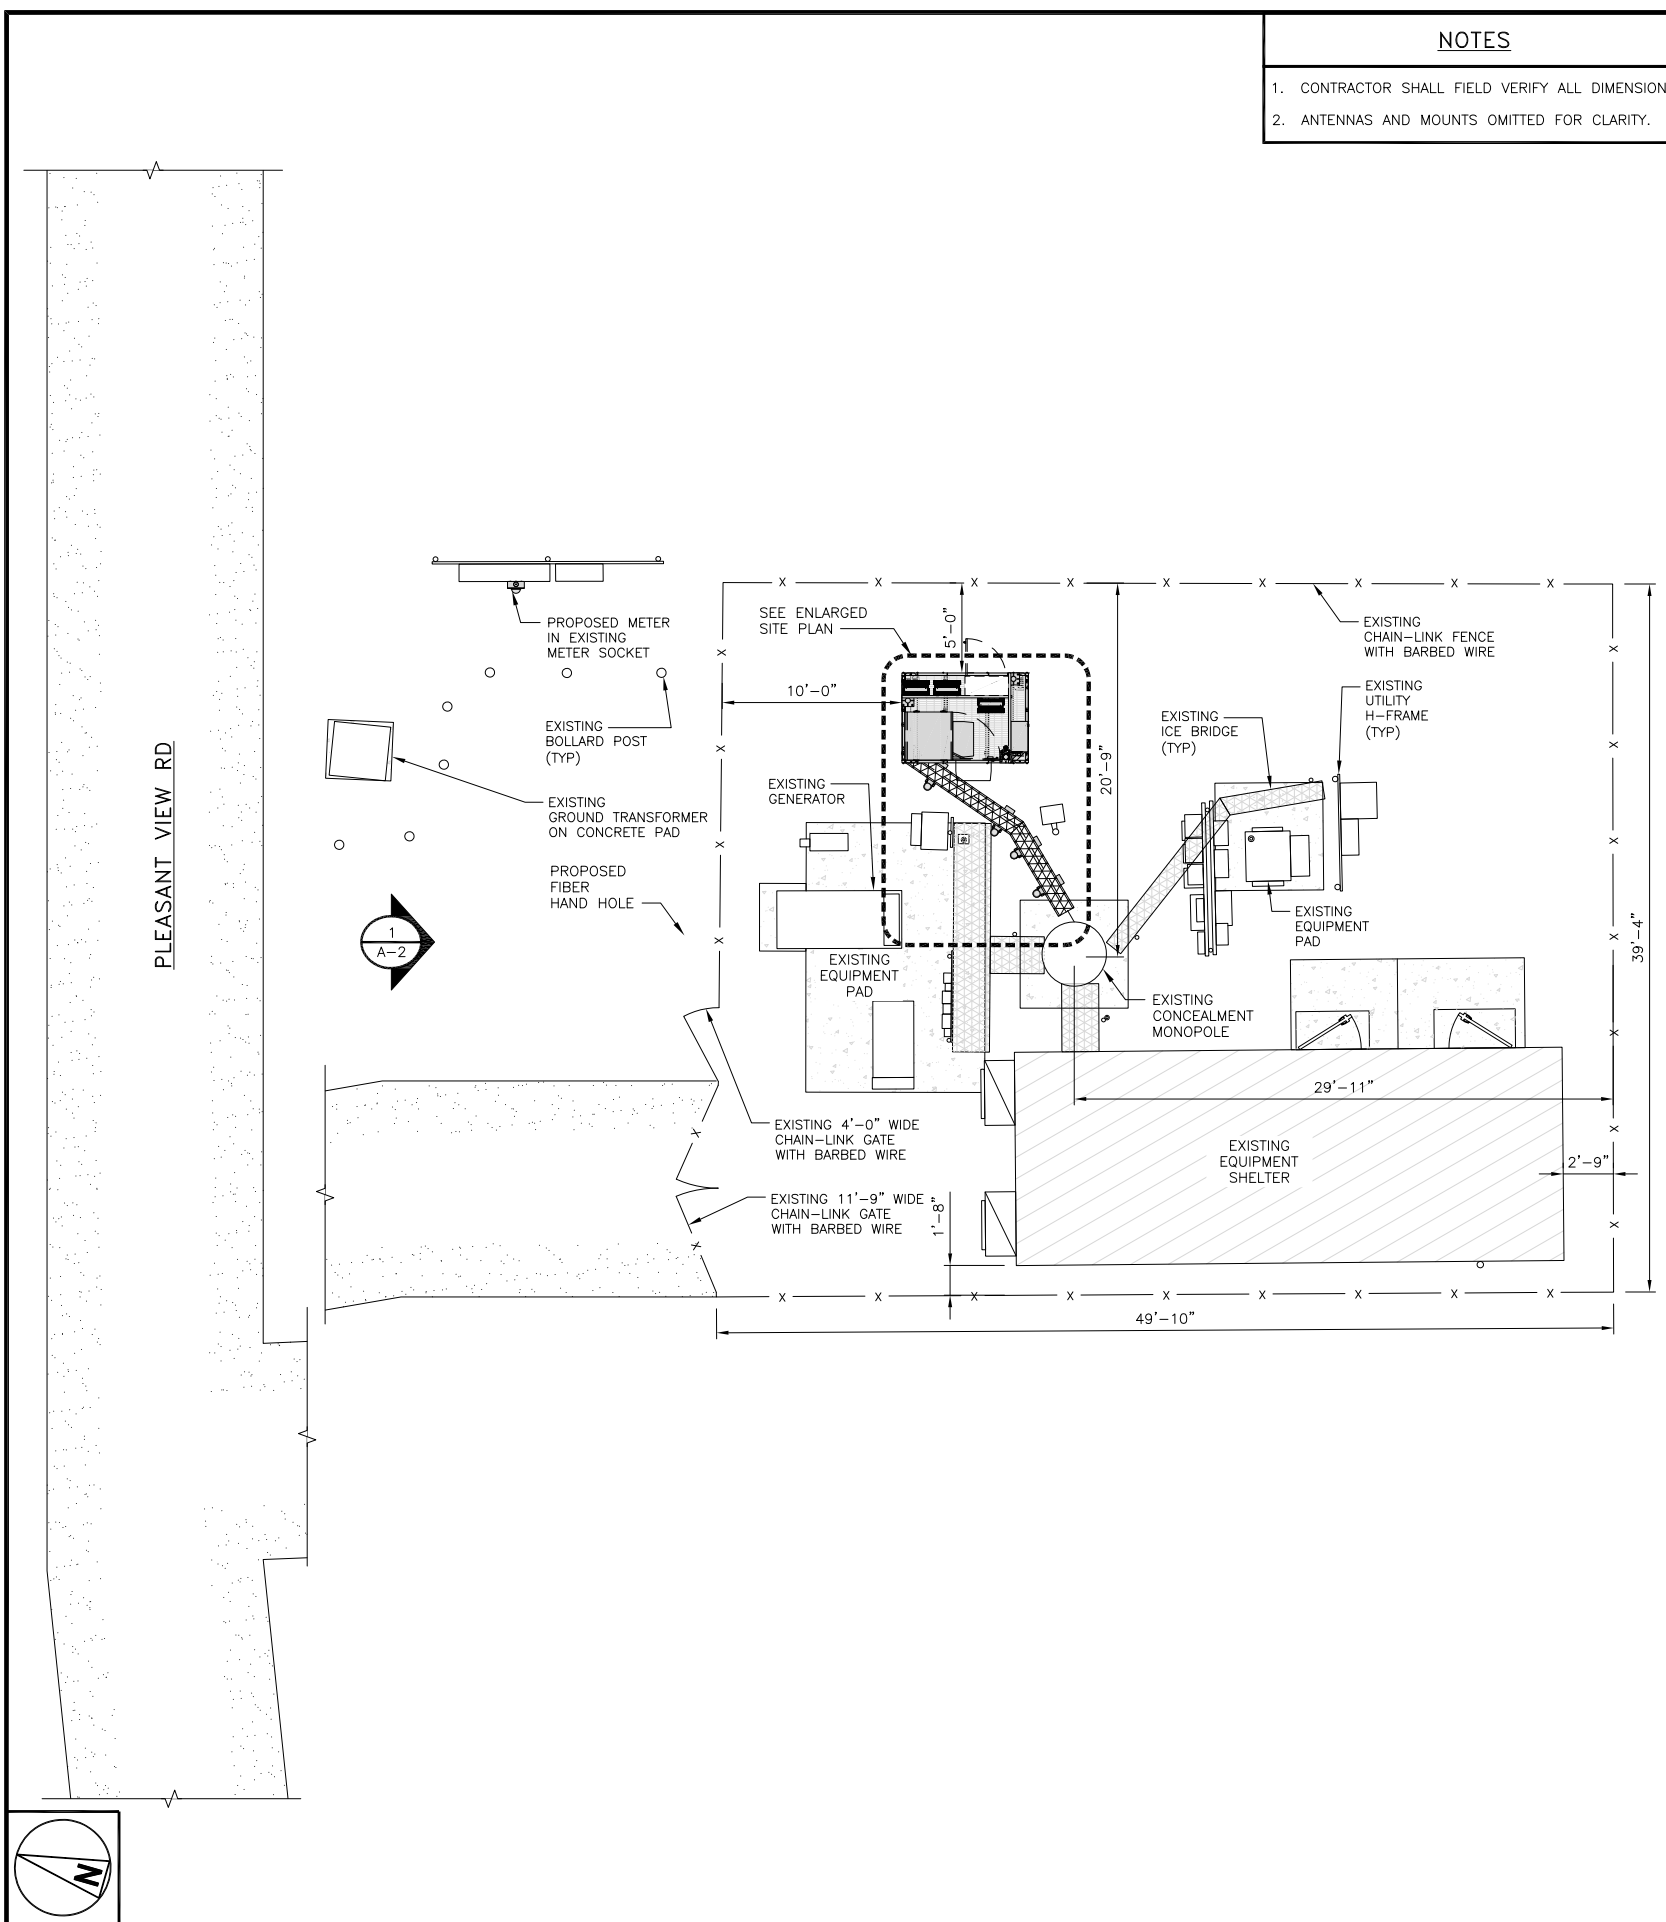 NOTES
1. CONTRACTOR SHALL FIELD VERIFY ALL DIMENSION
2. ANTENNAS AND MOUNTS OMITTED FOR CLARITY.
PLEASANT VIEW RD
PROPOSED METER
IN EXISTING
METER SOCKET
EXISTING
BOLLARD POST
(TYP)
EXISTING
GROUND TRANSFORMER
ON CONCRETE PAD
PROPOSED
FIBER
HAND HOLE
1
A-2
SEE ENLARGED
SITE PLAN
5'-0"
10'-0"
20'-9"
EXISTING
GENERATOR
EXISTING
EQUIPMENT
PAD
EXISTING
CHAIN-LINK FENCE
WITH BARBED WIRE
EXISTING
UTILITY
H-FRAME
(TYP)
EXISTING
ICE BRIDGE
(TYP)
EXISTING
EQUIPMENT
PAD
39'-4"
EXISTING
CONCEALMENT
MONOPOLE
29'-11"
EXISTING
EQUIPMENT
SHELTER
2'-9"
EXISTING 4'-0" WIDE
CHAIN-LINK GATE
WITH BARBED WIRE
EXISTING 11'-9" WIDE
CHAIN-LINK GATE
WITH BARBED WIRE
1'-8"
49'-10"
N